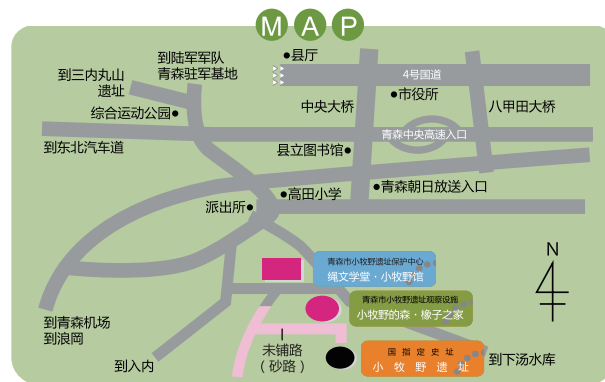 MAP
●县厅
到陆军军队
青森驻军基地
到三内丸山
遗址
4号国道
●市役所
中央大桥
八甲田大桥
综合运动公园●
青森中央高速入口
到东北汽车道
县立图书馆●
●青森朝日放送入口
●高田小学
派出所●
N
青森市小牧野遗址保护中心
绳文学堂·小牧野馆
青森市小牧野遗址观察设施
小牧野的森·橡子之家
到青森机场
到浪冈
未铺路
(砂路)
国指定史址
小牧野遗址
到下汤水库
到入内